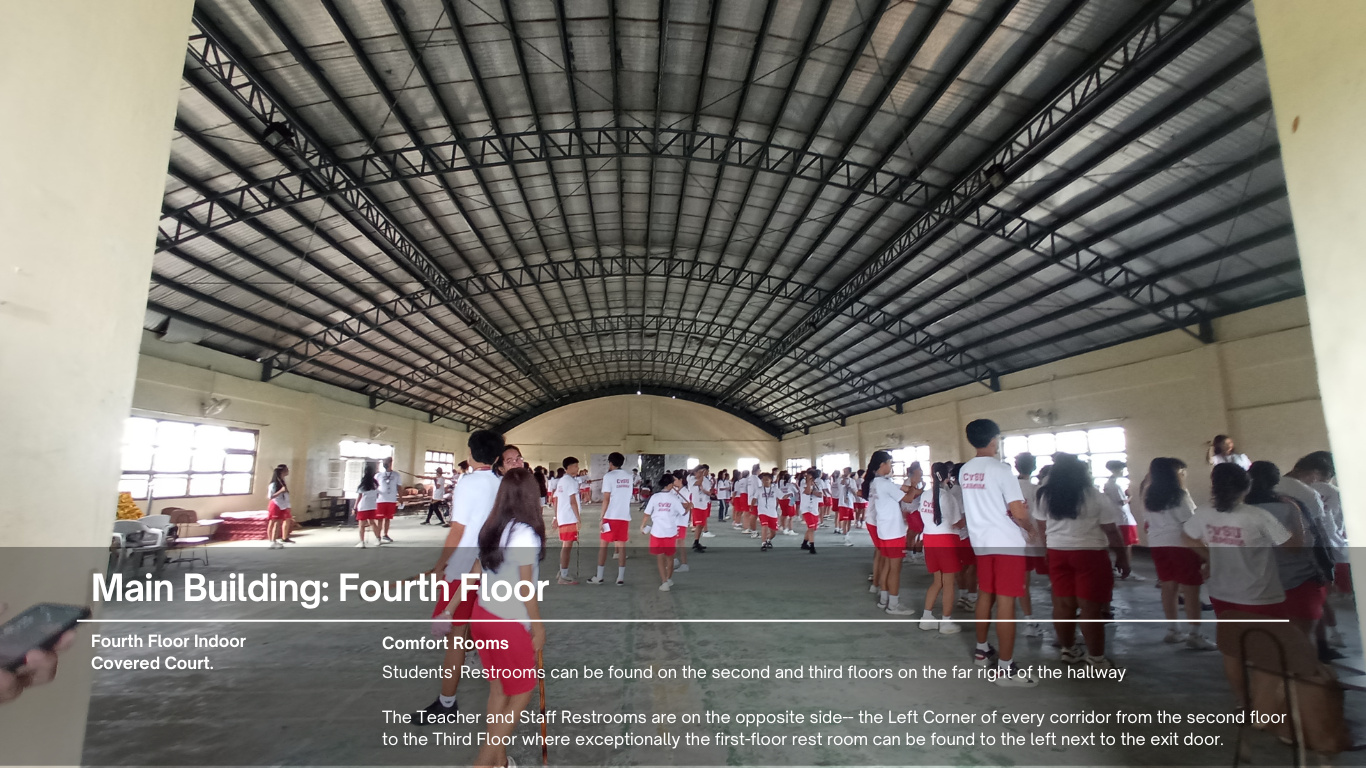 CVSU
CVSU
Main Building: Fourth Floor
Fourth Floor Indoor
Covered Court.
Comfort Rooms
Students' Restrooms can be found on the second and third floors on the far right of the hallway
The Teacher and Staff Restrooms are on the opposite side-- the Left Corner of every corridor from the second floor
to the Third Floor where exceptionally the first-floor rest room can be found to the left next to the exit door.